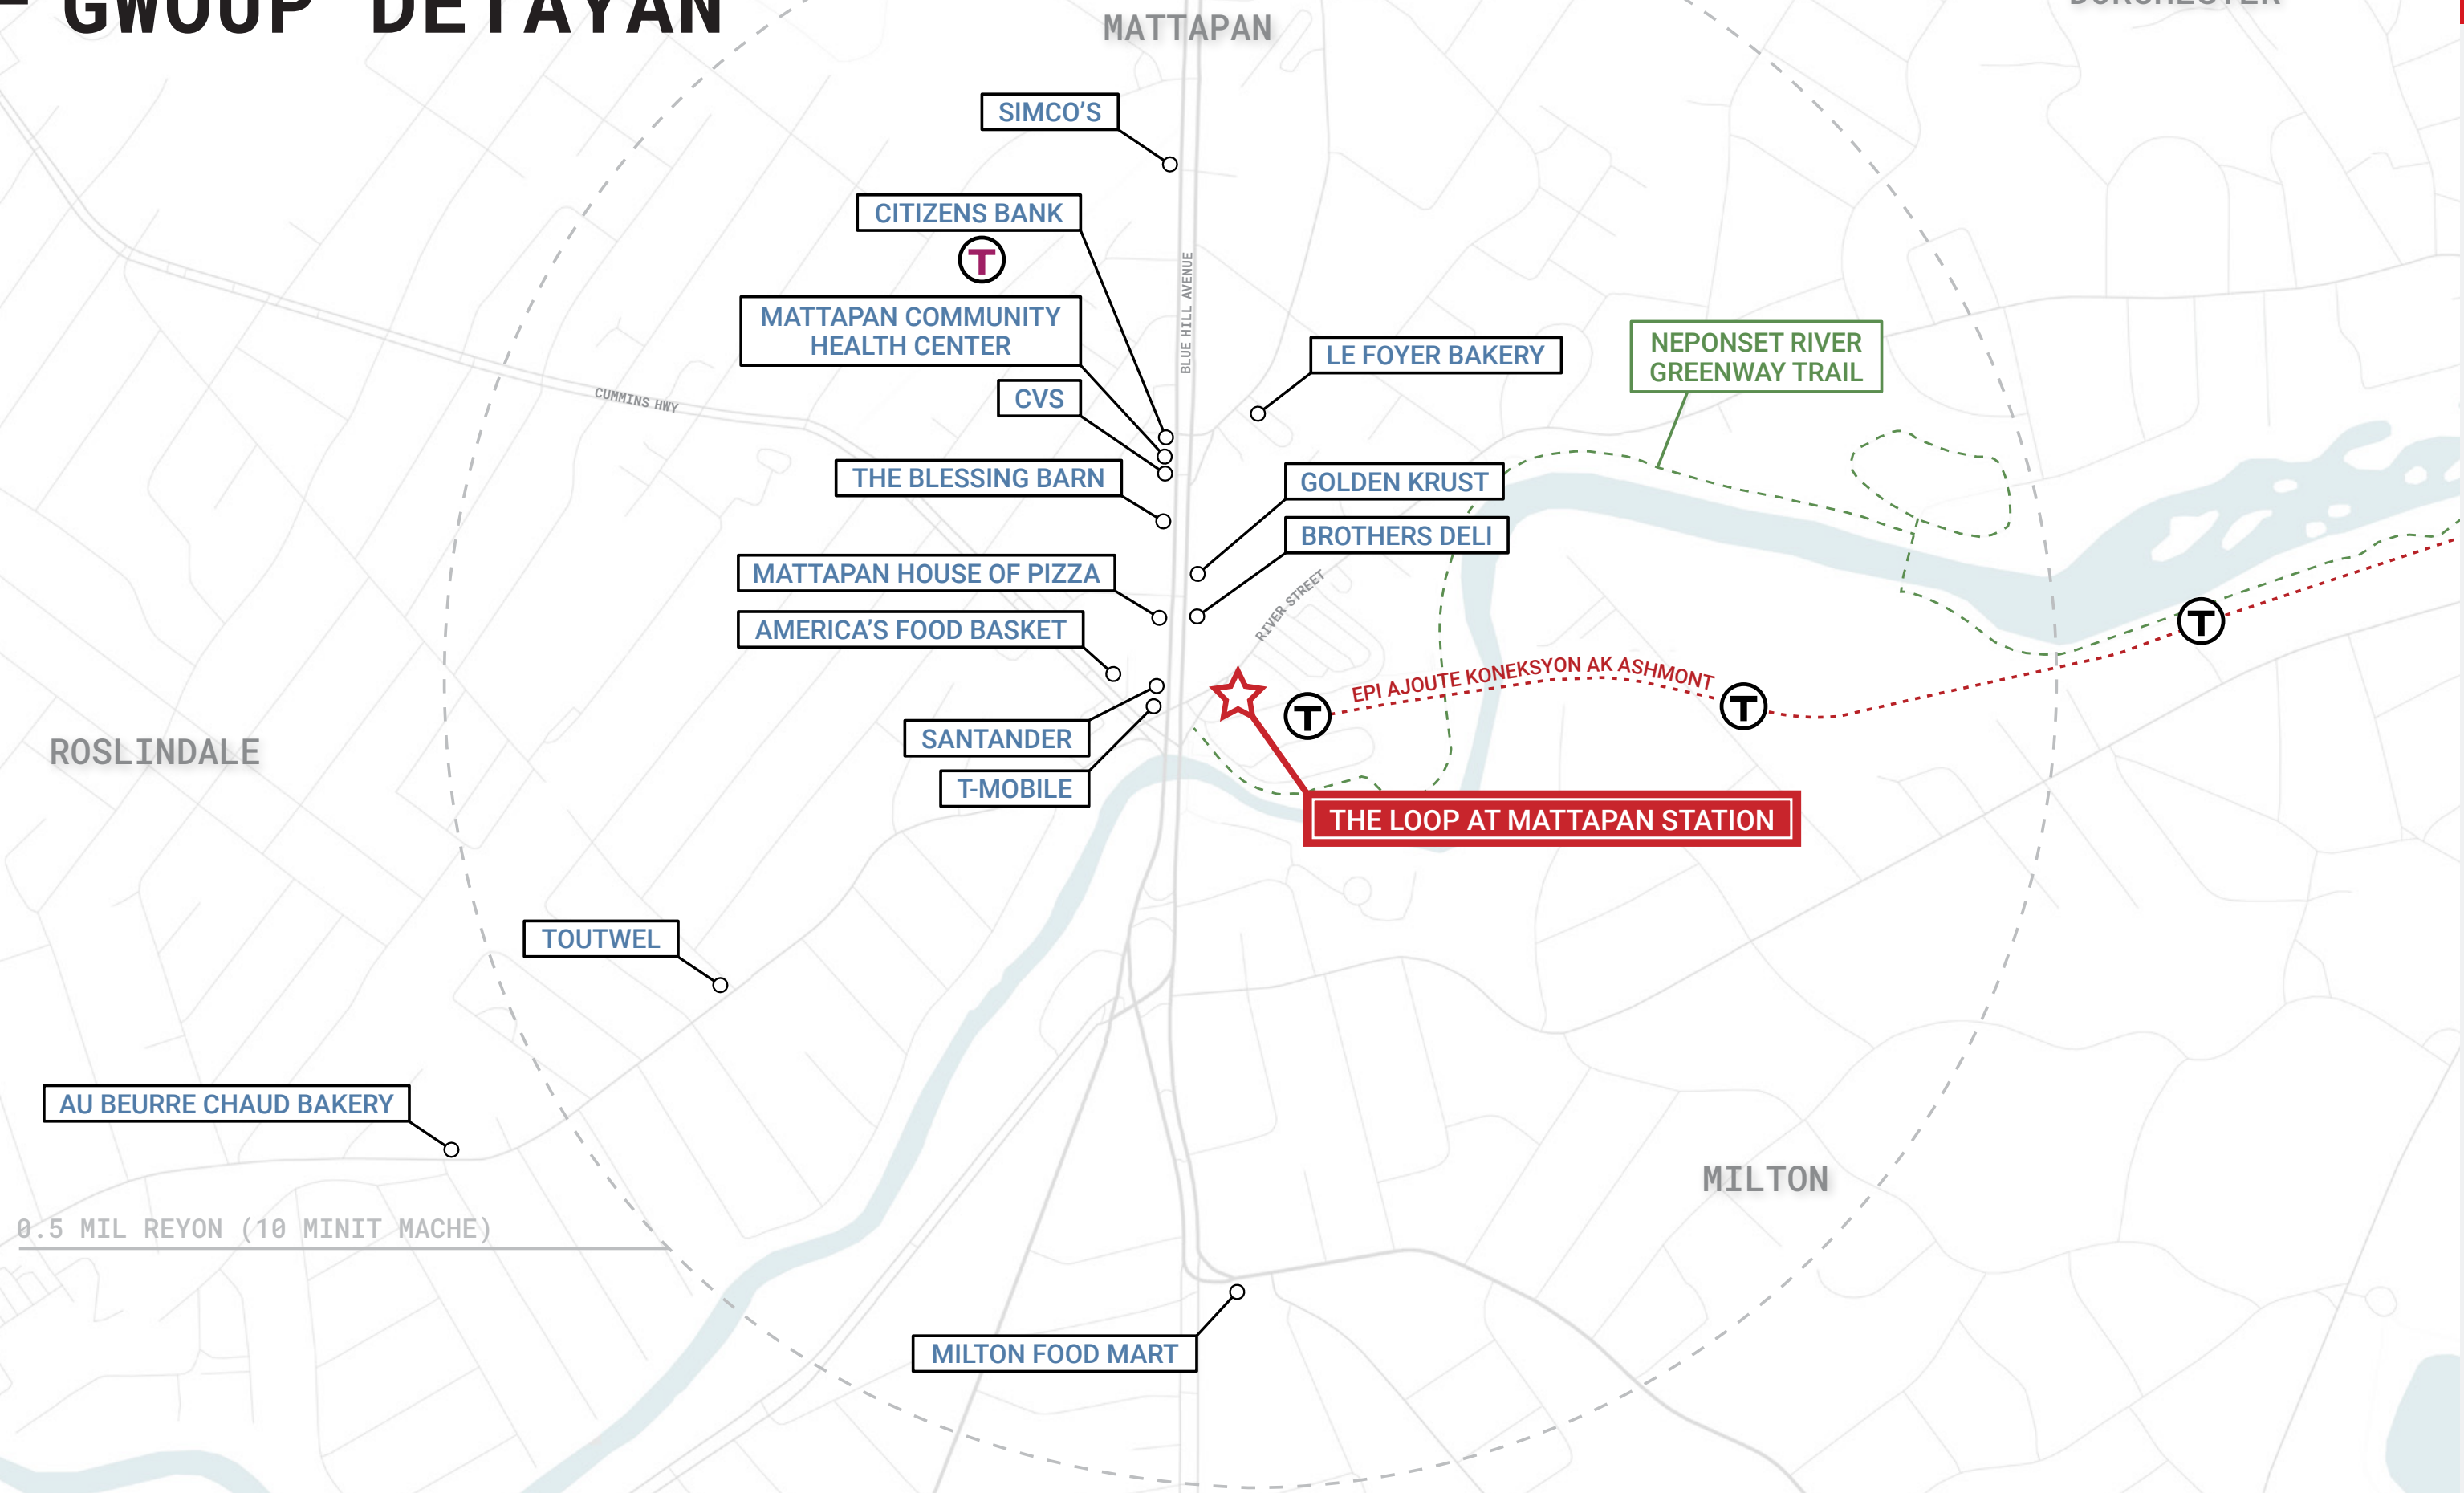 GWOUP DETAYAN
MATTAPAN
DORCHESTER
SIMCO'S
CITIZENS BANK
T
MATTAPAN COMMUNITY
HEALTH CENTER
BLUE HILL AVENUE
LE FOYER BAKERY
NEPONSET RIVER
GREENWAY TRAIL
CVS
CUMMINS HWY
THE BLESSING BARN
GOLDEN KRUST
BROTHERS DELI
MATTAPAN HOUSE OF PIZZA
RIVER STREET
AMERICA'S FOOD BASKET
T
EPI AJOUTE KONEKSYON AK ASHMONT
T
T
SANTANDER
ROSLINDALE
T-MOBILE
THE LOOP AT MATTAPAN STATION
TOUTWEL
AU BEURRE CHAUD BAKERY
MILTON
0.5 MIL REYON (10 MINIT MACHE)
MILTON FOOD MART